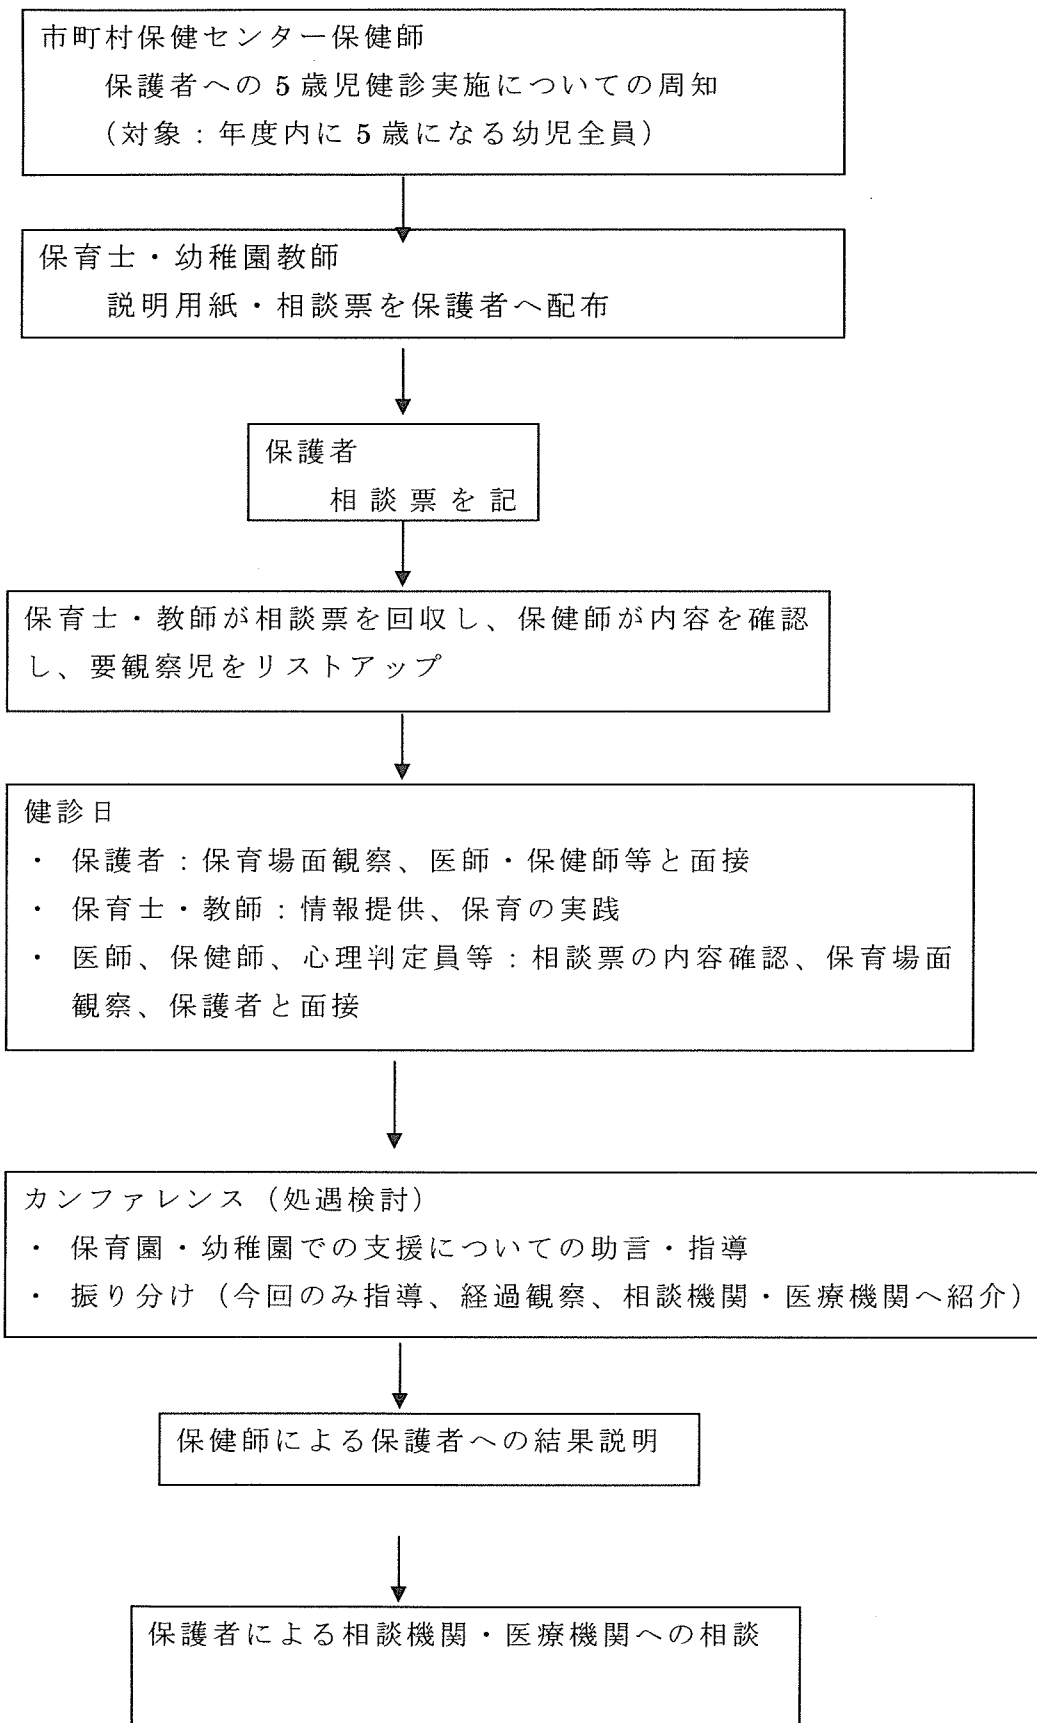 市町村保健センター保健師
保護者への5歳児健診実施についての周知
（対象：年度内に5歳になる幼児全員）
保育士・幼稚園教師
説明用紙・相談票を保護者へ配布
保護者
相談票を記
保育士・教師が相談票を回収し、保健師が内容を確認
し、要観察児をリストアップ
健診日
・ 保護者：保育場面観察、医師・保健師等と面接
・ 保育士・教師：情報提供、保育の実践
・ 医師、保健師、心理判定員等：相談票の内容確認、保育場面
観察、保護者と面接
カンファレンス（処遇検討）
・ 保育園・幼稚園での支援についての助言・指導
・ 振り分け（今回のみ指導、経過観察、相談機関・医療機関へ紹介）
保健師による保護者への結果説明
保護者による相談機関・医療機関への相談